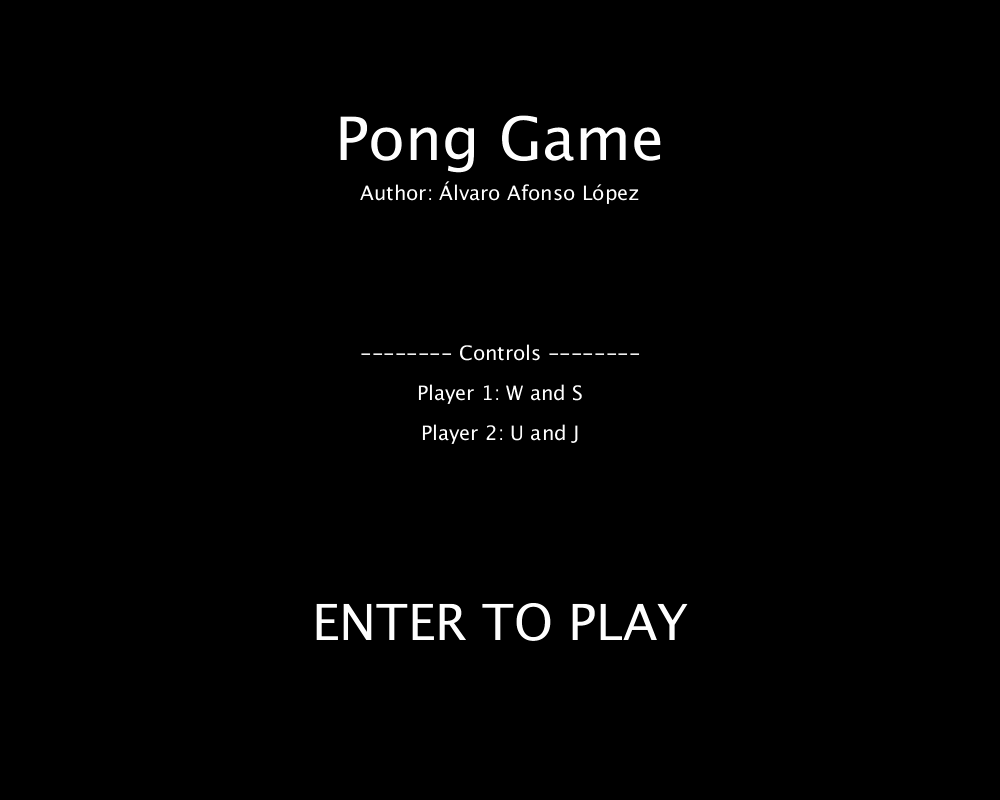 Pong Game
Author: Álvaro Afonso López
-------- Controls --------
Player 1: W and S
Player 2: U and J
ENTER TO PLAY